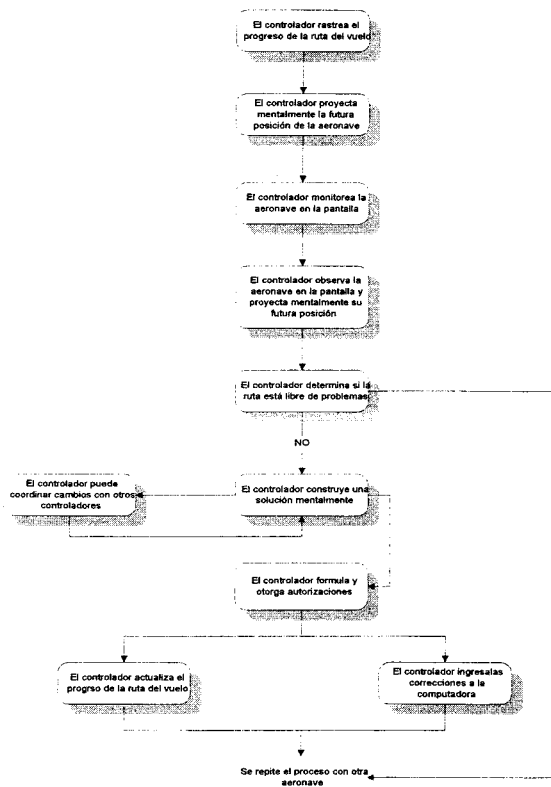 El controlador rastrea el
progreso de la ruta del vuelo
El controlador proyecta
mentalmente la futura
posición de la aeronave
El controlador monitorea la
aeronave en la pantalla
El controlador observa la
aeronave en la pantalla y
proyecta mentalmente su
futura posición
El controlador determina si la
ruta está libre de problemas
NO
El controlador puede
coordinar cambios con otros
controladores
El controlador construye una
solución mentalmente
El controlador formula y
otorga autorizaciones
El controlador actualiza el
progrso de la ruta del vuelo
El controlador ingresalas
correcciones a la
computadora
Se repite el proceso con otra
aeronave